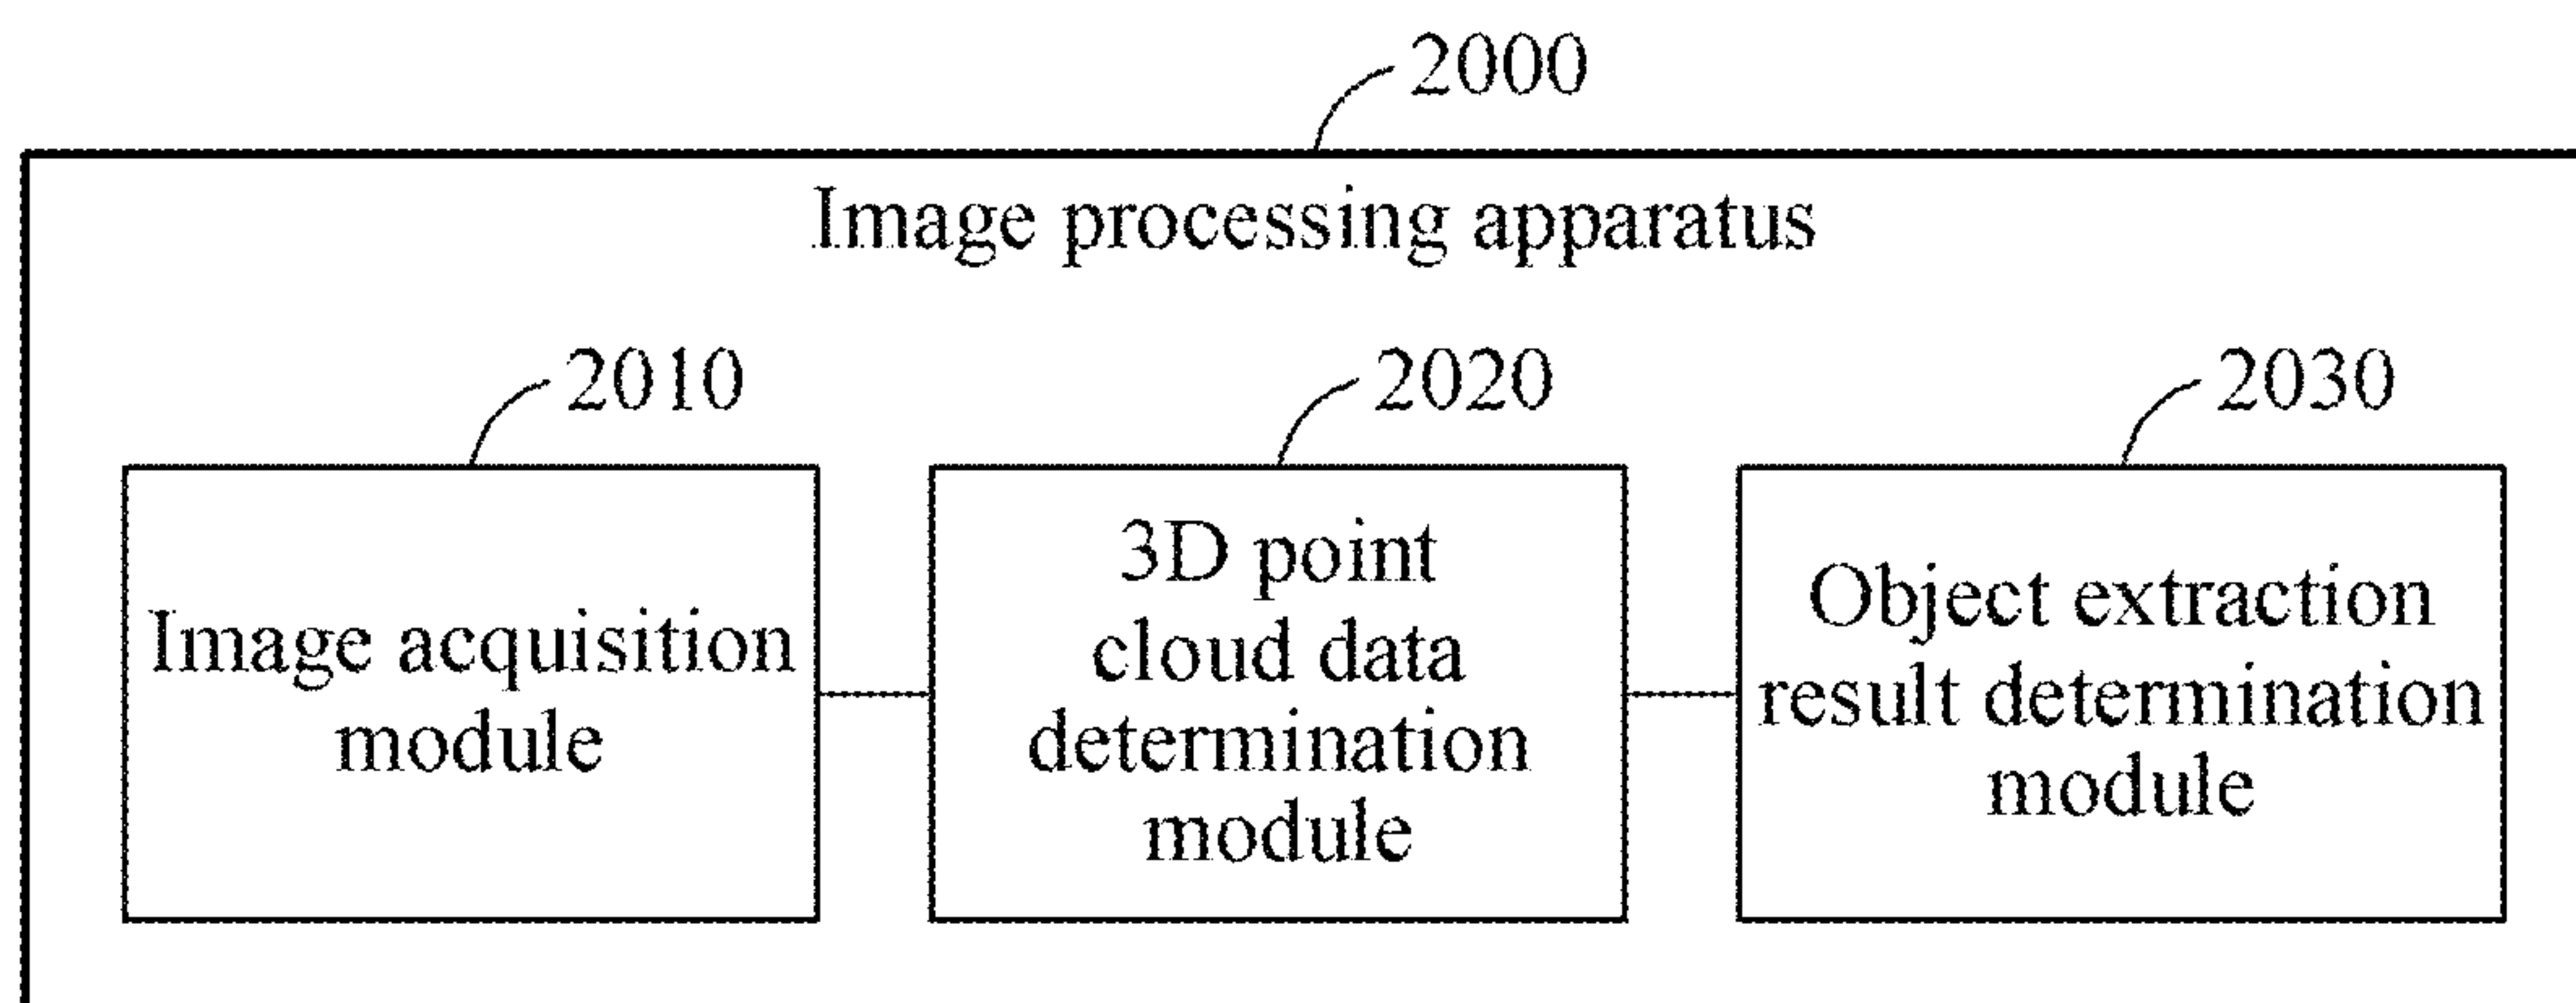 2000
Image processing apparatus
2010
Image acquisition
module
2020
3D point
cloud data
determination
module
2030
Object extraction
result determination
module